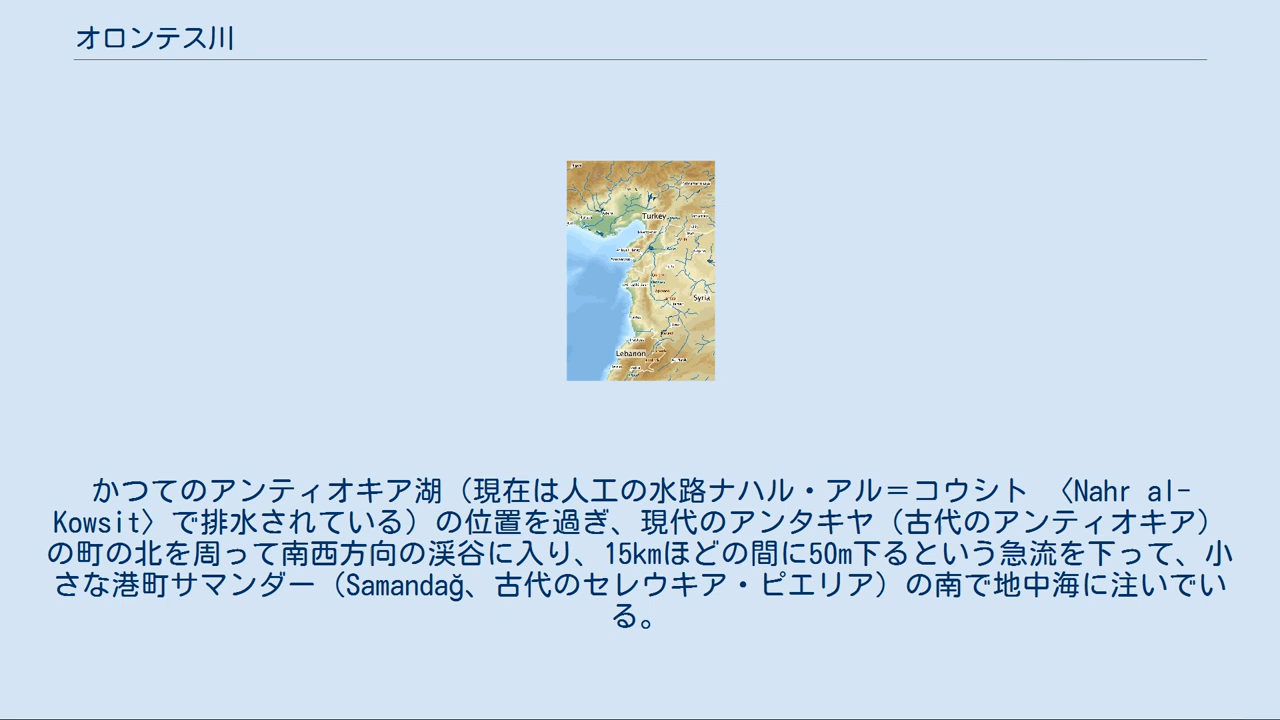 オロンテス川
Turkey
Syria
Lebanon
かつてのアンティオキア湖（現在は人工の水路ナハル・アル＝コウシト 〈Nahr al-
Kowsit〉で排水されている）の位置を過ぎ、現代のアンタキヤ（古代のアンティオキア）
の町の北を周って南西方向の渓谷に入り、15kmほどの間に50m下るという急流を下って、小
さな港町サマンダー（Samandağ、古代のセレウキア・ピエリア）の南で地中海に注いでい
る。